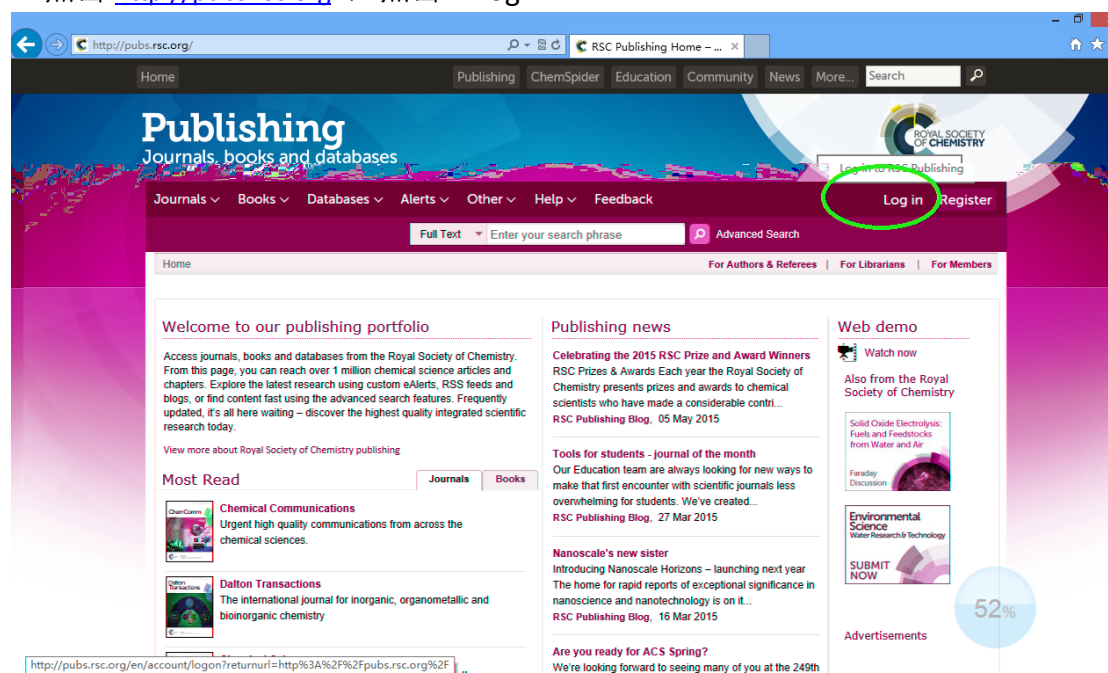 点击 http://pubs.rsc.org
http://pubs.rsc.org/
RSC Publishing Home – ...
Home
Publishing ChemSpider Education Community News More... Search
Publishing
Journals, books and databases
ROYAL SOCIETY
OF CHEMISTRY
Log in to RSC Publishing
Journals Books Databases Alerts Other Help Feedback Log in Register
Full Text Enter your search phrase Advanced Search
Home For Authors & Referees | For Librarians | For Members
Welcome to our publishing portfolio
Access journals, books and databases from the Royal Society of Chemistry.
From this page, you can reach over 1 million chemical science articles and
chapters. Explore the latest research using custom eAlerts, RSS feeds and
blogs, or find content fast using the advanced search features. Frequently
updated, it's all here waiting – discover the highest quality integrated scientific
research today.
View more about Royal Society of Chemistry publishing
Most Read
Journals Books
ChemComm
Chemical Communications
Urgent high quality communications from across the
chemical sciences.
Dalton
Transactions
Dalton Transactions
The international journal for inorganic, organometallic and
bioinorganic chemistry
http://pubs.rsc.org/en/account/logon?returnurl=http%3A%2F%2Fpubs.rsc.org%2F
Publishing news
Celebrating the 2015 RSC Prize and Award Winners
RSC Prizes & Awards Each year the Royal Society of
Chemistry presents prizes and awards to chemical
scientists who have made a considerable contri...
RSC Publishing Blog, 05 May 2015
Tools for students - journal of the month
Our Education team are always looking for new ways to
make that first encounter with scientific journals less
overwhelming for students. We've created...
RSC Publishing Blog, 27 Mar 2015
Nanoscale's new sister
Introducing Nanoscale Horizons – launching next year
The home for rapid reports of exceptional significance in
nanoscience and nanotechnology is on it...
RSC Publishing Blog, 16 Mar 2015
Are you ready for ACS Spring?
We're looking forward to seeing many of you at the 249th
Web demo
Watch now
Also from the Royal
Society of Chemistry
Solid Oxide Electrolysis:
Fuels and Feedstocks
from Water and Air
Faraday
Discussion
Environmental
Science
Water Research & Technology
SUBMIT
NOW
52%
Advertisements